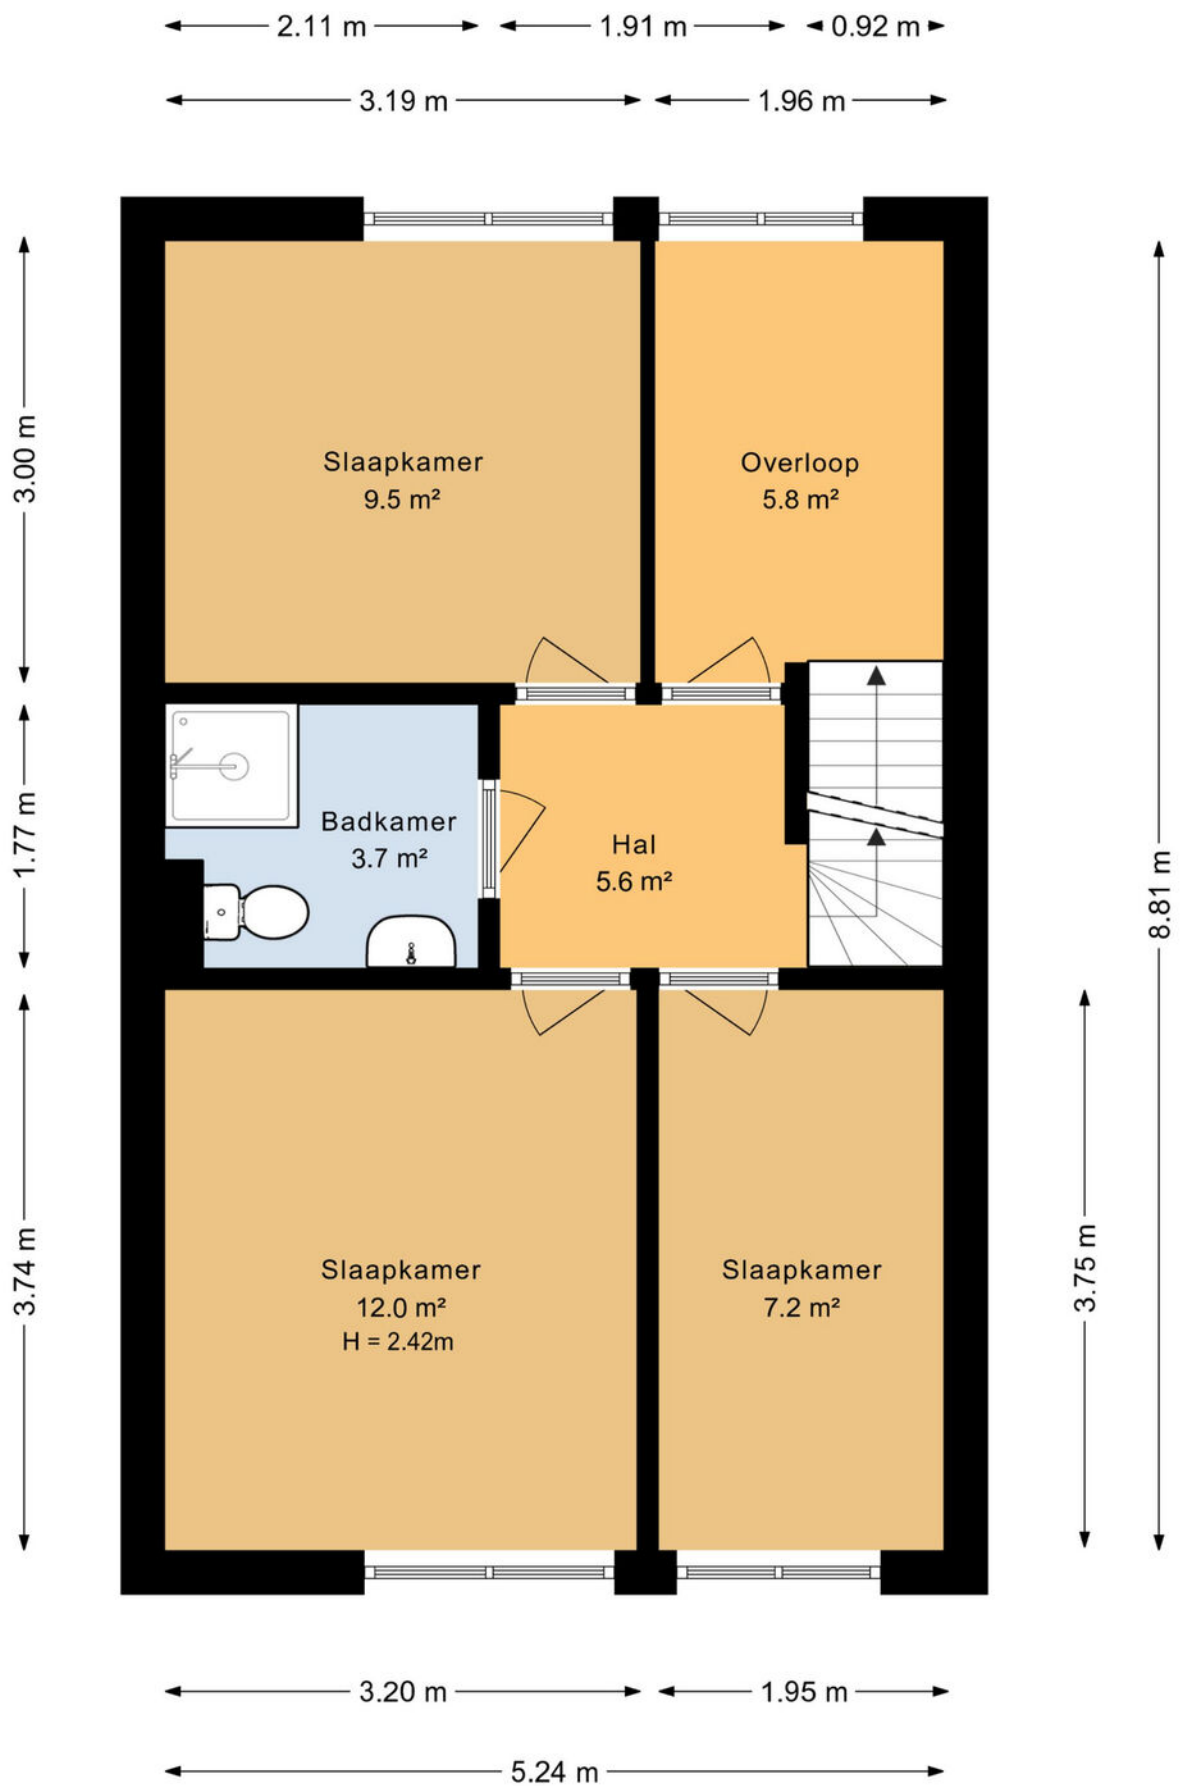 2.11 m 1.91 m 0.92 m
3.19 m 1.96 m
3.00 m
Slaapkamer
9.5 m²
Overloop
5.8 m²
1.77 m
Badkamer
3.7 m²
Hal
5.6 m²
8.81 m
3.74 m
Slaapkamer
12.0 m²
H = 2.42m
Slaapkamer
7.2 m²
3.75 m
3.20 m 1.95 m
5.24 m